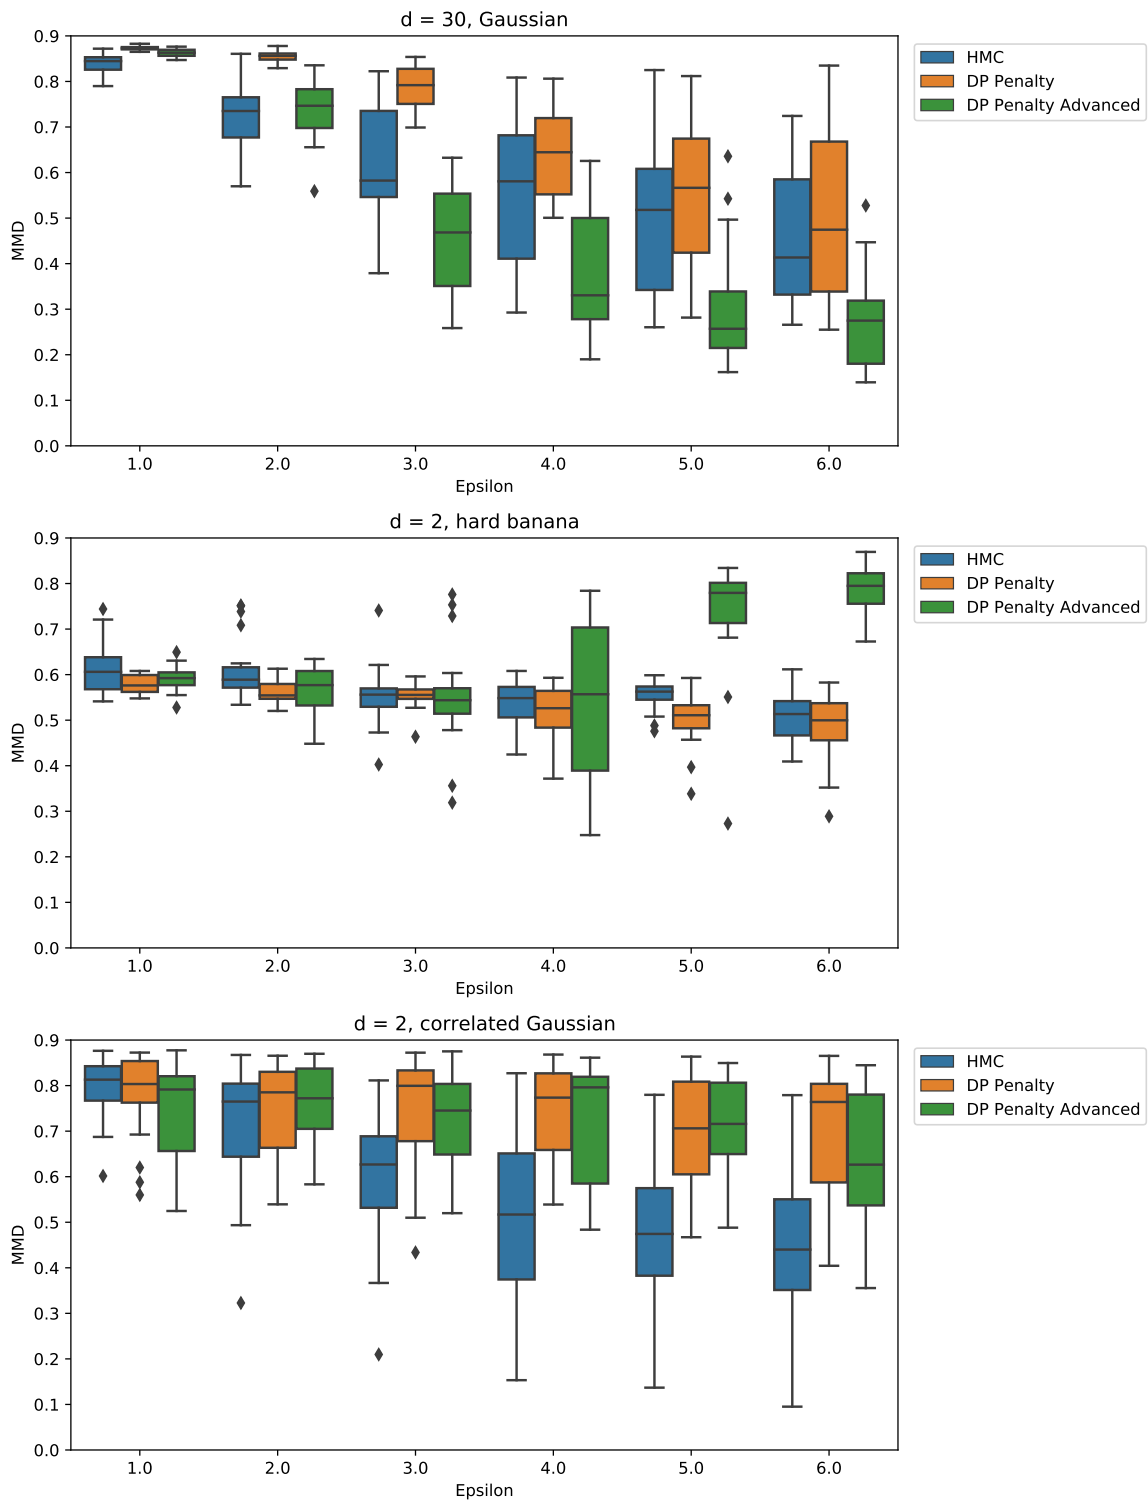 d = 30, Gaussian
MMD
0.9
0.8
0.7
0.6
0.5
0.4
0.3
0.2
0.1
0.0
1.0 2.0 3.0 4.0 5.0 6.0
Epsilon
HMC
DP Penalty
DP Penalty Advanced
d = 2, hard banana
MMD
0.9
0.8
0.7
0.6
0.5
0.4
0.3
0.2
0.1
0.0
1.0 2.0 3.0 4.0 5.0 6.0
Epsilon
HMC
DP Penalty
DP Penalty Advanced
d = 2, correlated Gaussian
MMD
0.9
0.8
0.7
0.6
0.5
0.4
0.3
0.2
0.1
0.0
1.0 2.0 3.0 4.0 5.0 6.0
Epsilon
HMC
DP Penalty
DP Penalty Advanced